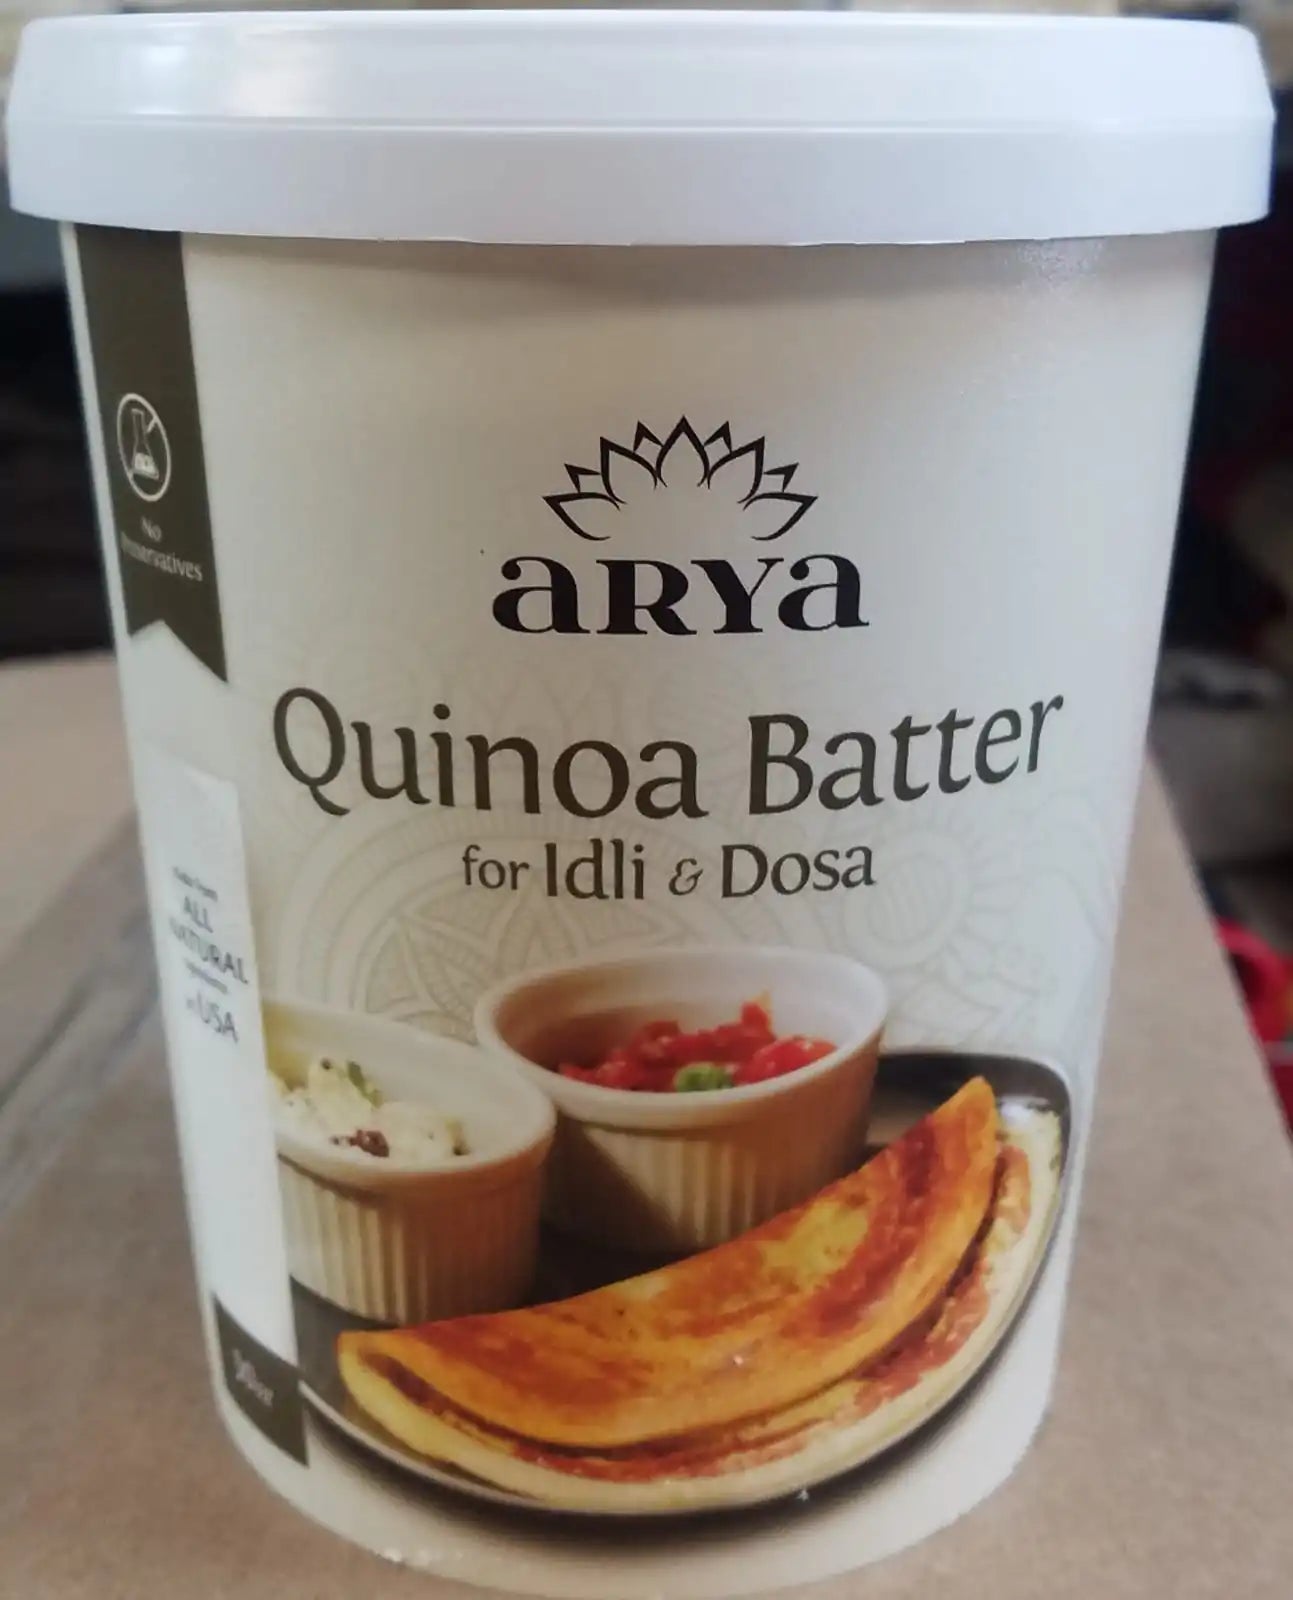 No
Preservatives
aRYa
Quinoa Batter
for Idli & Dosa
ALL
NATURAL
USA